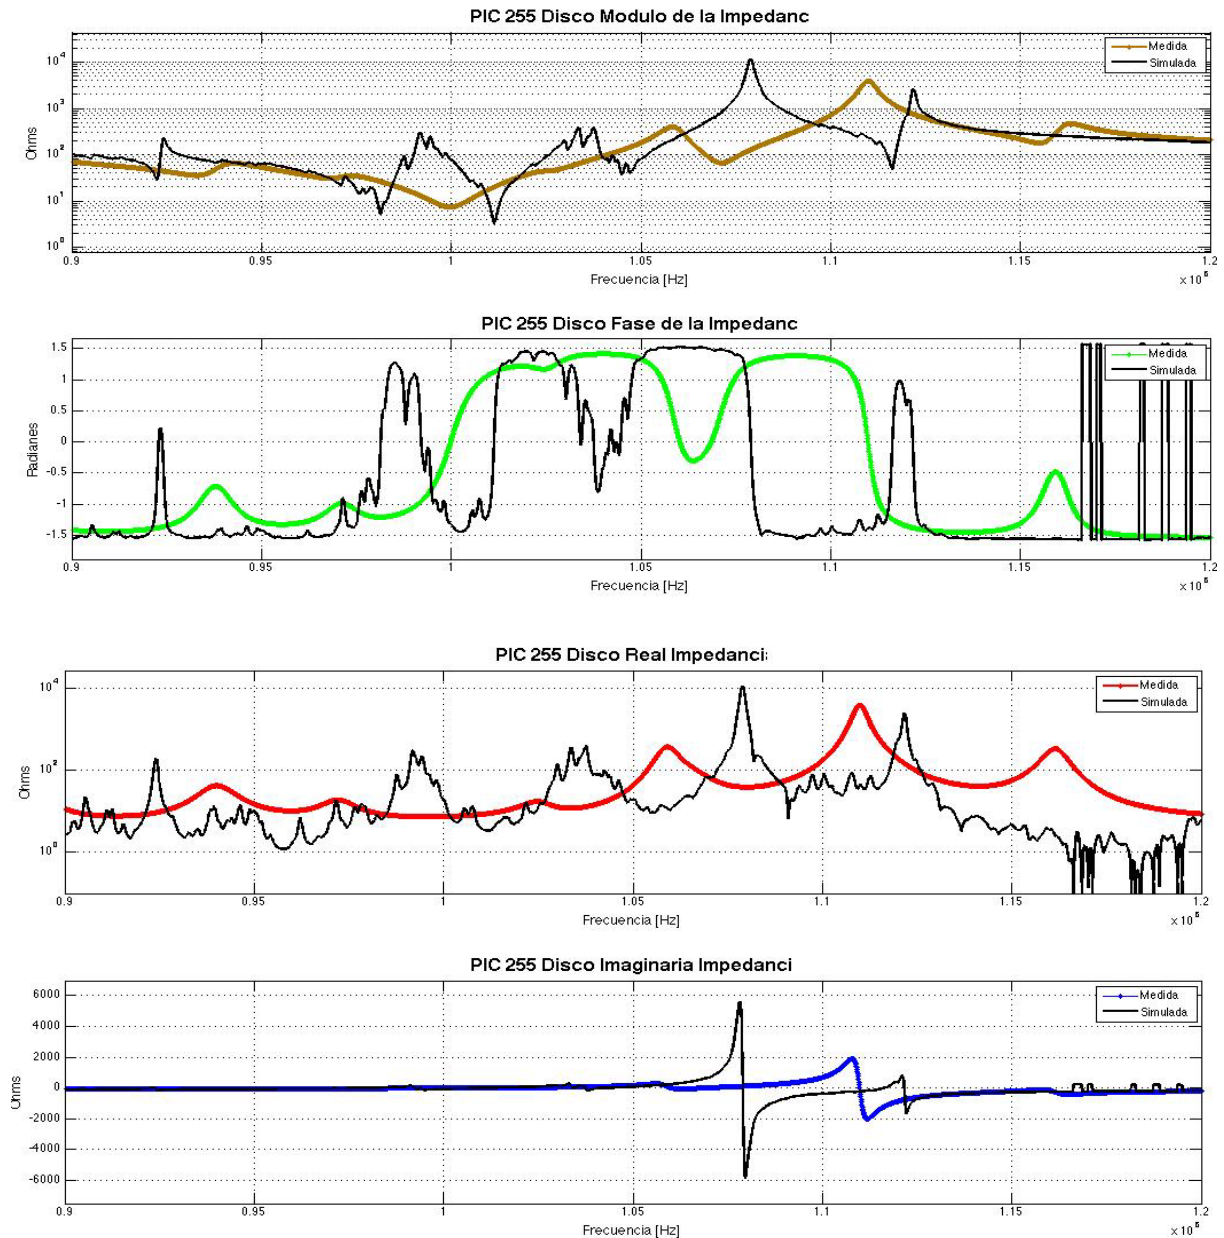 PIC 255 Disco Modulo de la Impedanc
10⁴
10³
10²
10¹
10⁰
Ohms
Medida
Simulada
0.9 0.95 1 1.05 1.1 1.15 1.2
Frecuencia [Hz]
x 10⁶
PIC 255 Disco Fase de la Impedanc
1.5
1
0.5
0
-0.5
-1
-1.5
Radianes
Medida
Simulada
0.9 0.95 1 1.05 1.1 1.15 1.2
Frecuencia [Hz]
x 10⁶
PIC 255 Disco Real Impedanci
10⁴
10²
10⁰
Ohms
Medida
Simulada
0.9 0.95 1 1.05 1.1 1.15 1.2
Frecuencia [Hz]
x 10⁶
PIC 255 Disco Imaginaria Impedanci
6000
4000
2000
0
-2000
-4000
-6000
Ohms
Medida
Simulada
0.9 0.95 1 1.05 1.1 1.15 1.2
Frecuencia [Hz]
x 10⁶